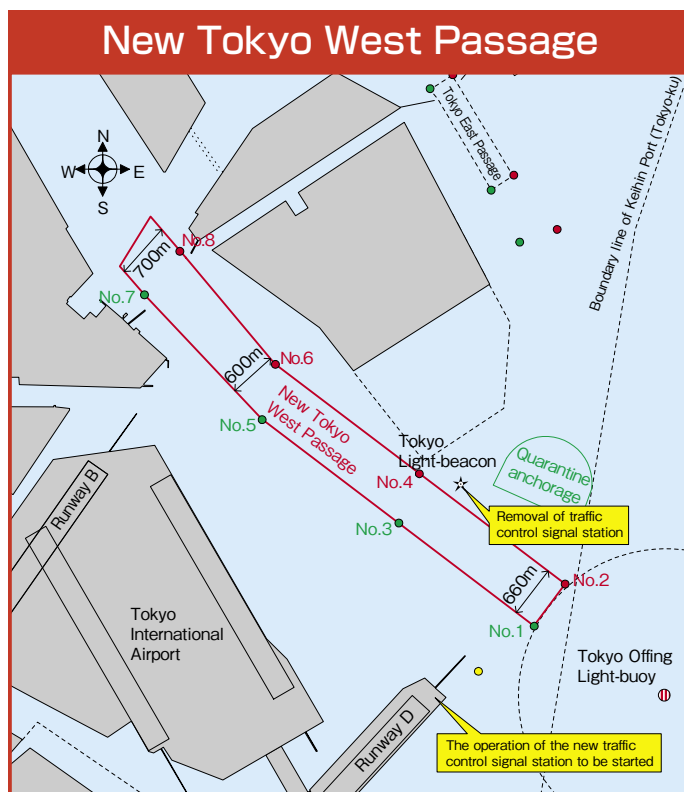 New Tokyo West Passage
Tokyo East Passage
Boundary line of Keihin Port (Tokyo-ku)
N
W
E
S
No.8
700m
No.7
No.6
600m
New Tokyo
West Passage
No.5
Tokyo
Light-beacon
No.4
Quarantine
anchorage
Removal of traffic
control signal station
Runway B
No.3
660m
No.2
No.1
Tokyo
International
Airport
Tokyo Offing
Light-buoy
Runway D
The operation of the new traffic
control signal station to be started